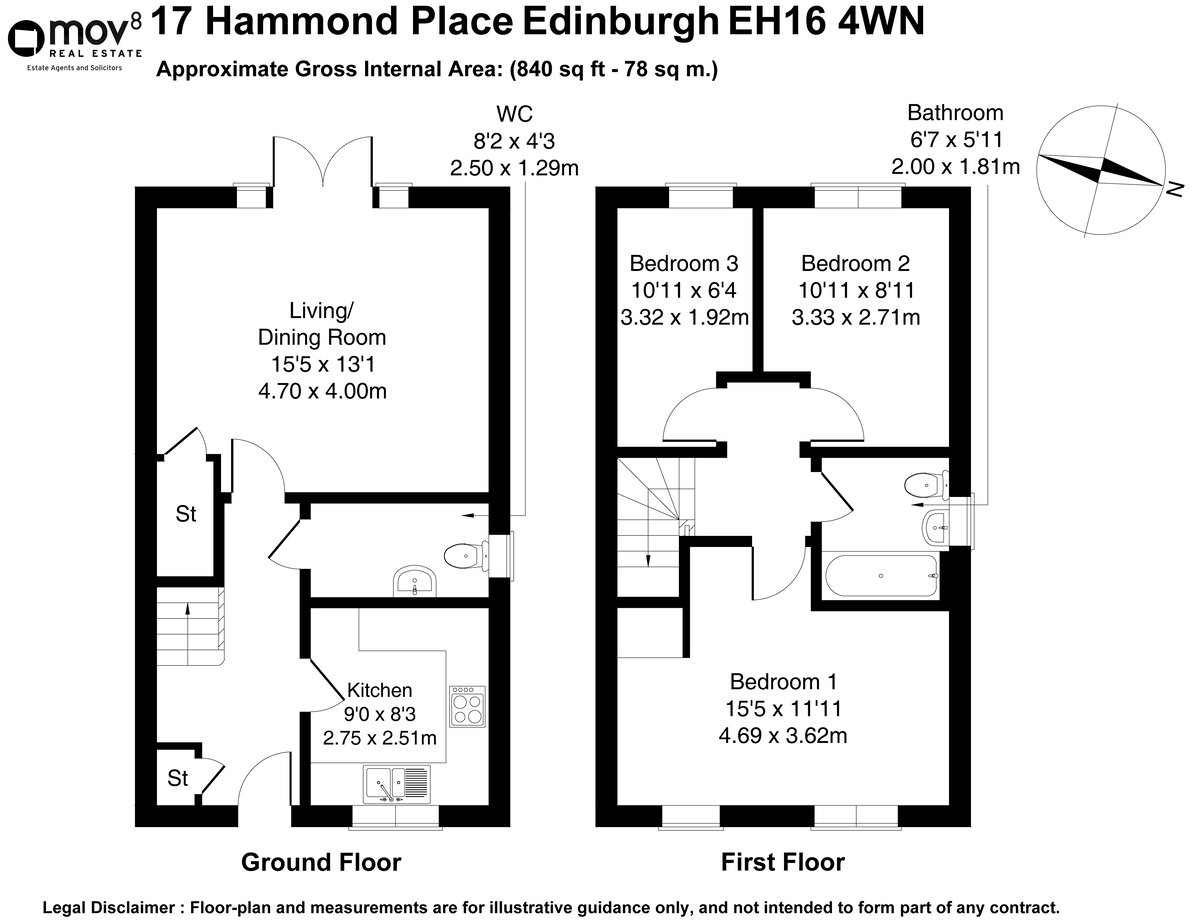 mov8
REAL ESTATE
Estate Agents and Solicitors
17 Hammond Place Edinburgh EH16 4WN
Approximate Gross Internal Area: (840 sq ft - 78 sq m.)
WC
8'2 x 4'3
2.50 x 1.29m
Bathroom
6'7 x 5'11
2.00 x 1.81m
N
Living/
Dining Room
15'5 x 13'1
4.70 x 4.00m
St
Kitchen
9'0 x 8'3
2.75 x 2.51m
St
Ground Floor
Bedroom 3
10'11 x 6'4
3.32 x 1.92m
Bedroom 2
10'11 x 8'11
3.33 x 2.71m
Bedroom 1
15'5 x 11'11
4.69 x 3.62m
First Floor
Legal Disclaimer : Floor-plan and measurements are for illustrative guidance only, and not intended to form part of any contract.